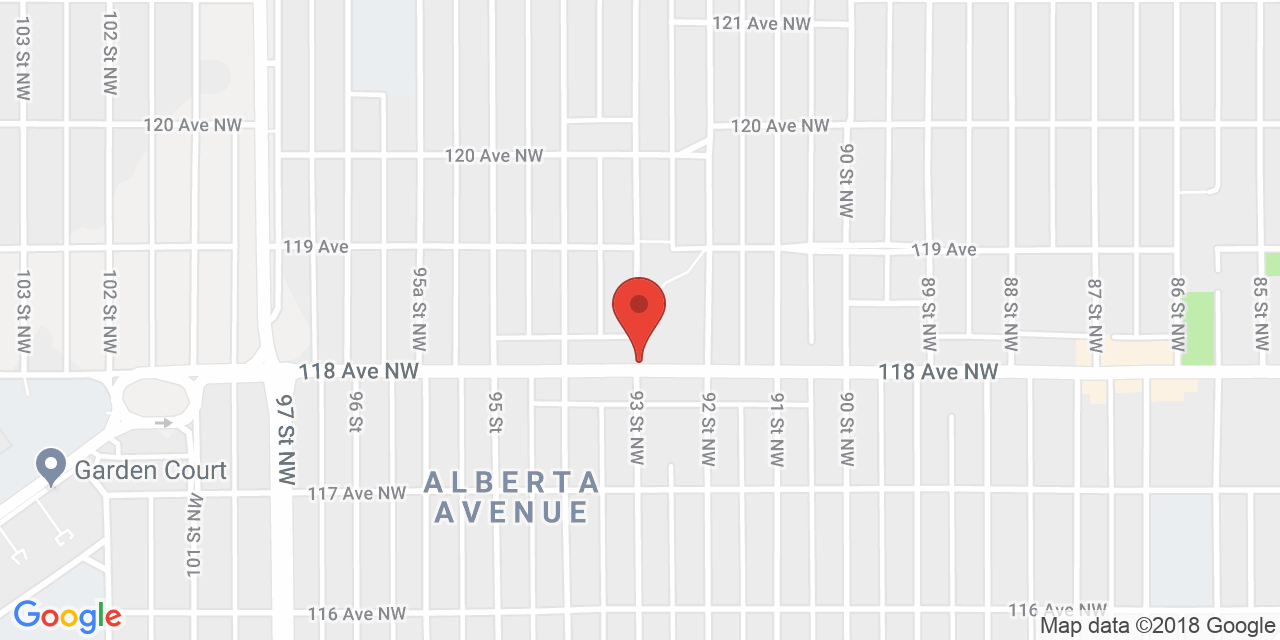 121 Ave NW
103 St NW
102 St NW
120 Ave NW
120 Ave NW
120 Ave NW
90 St NW
119 Ave
119 Ave
103 St NW
102 St NW
95a St NW
89 St NW
88 St NW
87 St NW
86 St NW
85 St NW
118 Ave NW
118 Ave NW
97 St NW
96 St
95 St
93 St NW
92 St NW
91 St NW
90 St NW
Garden Court
ALBERTA
AVENUE
117 Ave NW
101 St NW
116 Ave NW
116 Ave NW
Google
Map data ©2018 Google